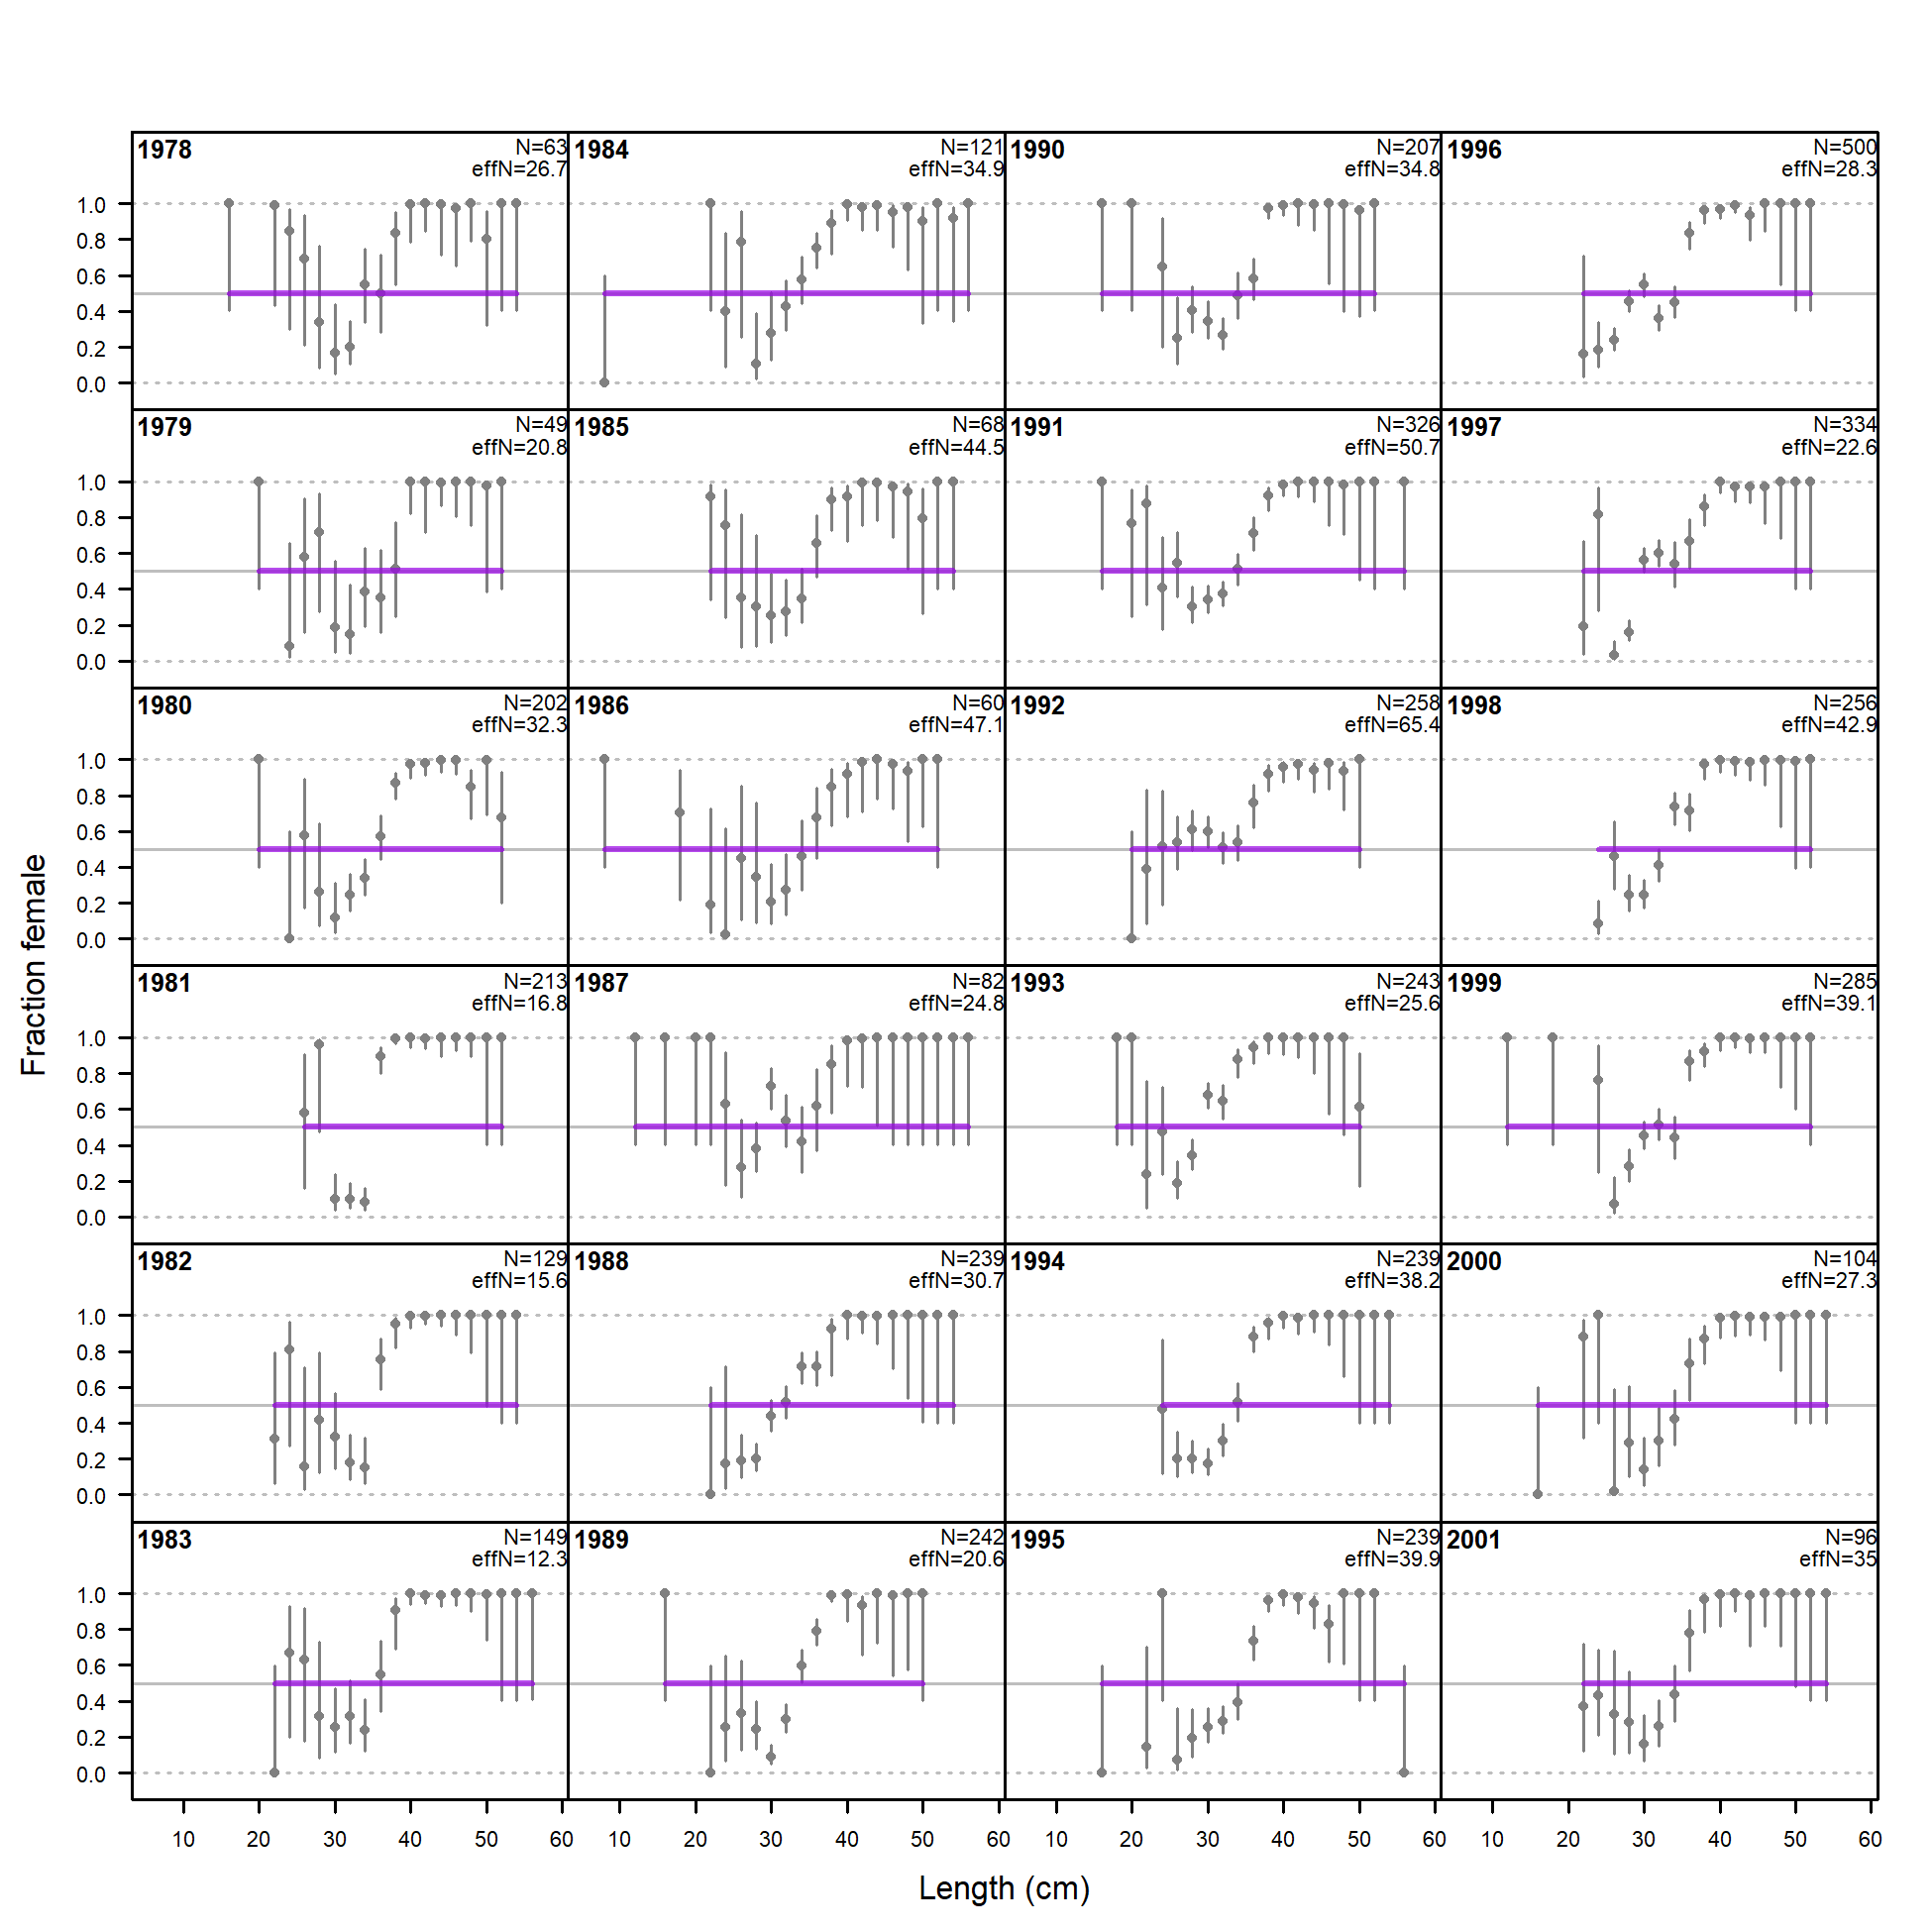 1978
N=63
effN=26.7
1984
N=121
effN=34.9
1990
N=207
effN=34.8
1996
N=500
effN=28.3
1.0
0.8
0.6
0.4
0.2
0.0
1979
N=49
effN=20.8
1985
N=68
effN=44.5
1991
N=326
effN=50.7
1997
N=334
effN=22.6
1.0
0.8
0.6
0.4
0.2
0.0
1980
N=202
effN=32.3
1986
N=60
effN=47.1
1992
N=258
effN=65.4
1998
N=256
effN=42.9
1.0
0.8
0.6
0.4
0.2
0.0
1981
N=213
effN=16.8
1987
N=82
effN=24.8
1993
N=243
effN=25.6
1999
N=285
effN=39.1
1.0
0.8
0.6
0.4
0.2
0.0
1982
N=129
effN=15.6
1988
N=239
effN=30.7
1994
N=239
effN=38.2
2000
N=104
effN=27.3
1.0
0.8
0.6
0.4
0.2
0.0
1983
N=149
effN=12.3
1989
N=242
effN=20.6
1995
N=239
effN=39.9
2001
N=96
effN=35
1.0
0.8
0.6
0.4
0.2
0.0
10 20 30 40 50 60 10 20 30 40 50 60 10 20 30 40 50 60 10 20 30 40 50 60
Length (cm)
Fraction female